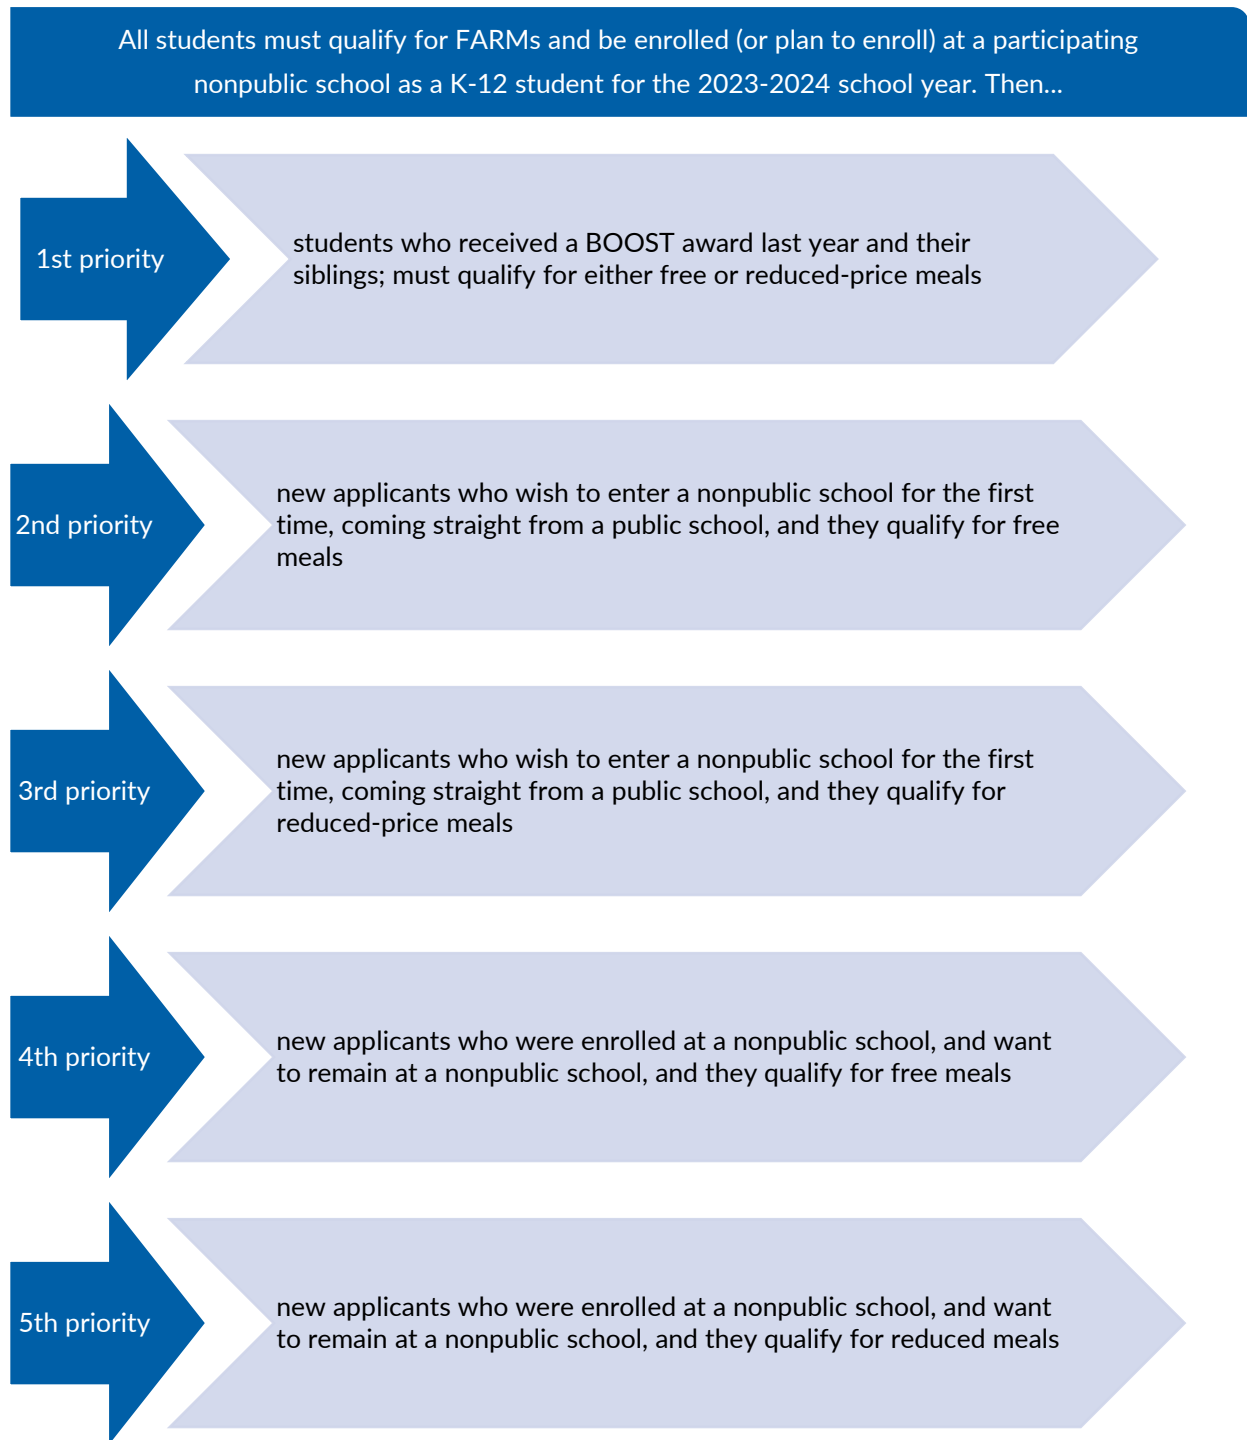 All students must qualify for FARMs and be enrolled (or plan to enroll) at a participating
nonpublic school as a K-12 student for the 2023-2024 school year. Then...
1st priority
students who received a BOOST award last year and their
siblings; must qualify for either free or reduced-price meals
2nd priority
new applicants who wish to enter a nonpublic school for the first
time, coming straight from a public school, and they qualify for free
meals
3rd priority
new applicants who wish to enter a nonpublic school for the first
time, coming straight from a public school, and they qualify for
reduced-price meals
4th priority
new applicants who were enrolled at a nonpublic school, and want
to remain at a nonpublic school, and they qualify for free meals
5th priority
new applicants who were enrolled at a nonpublic school, and want
to remain at a nonpublic school, and they qualify for reduced meals